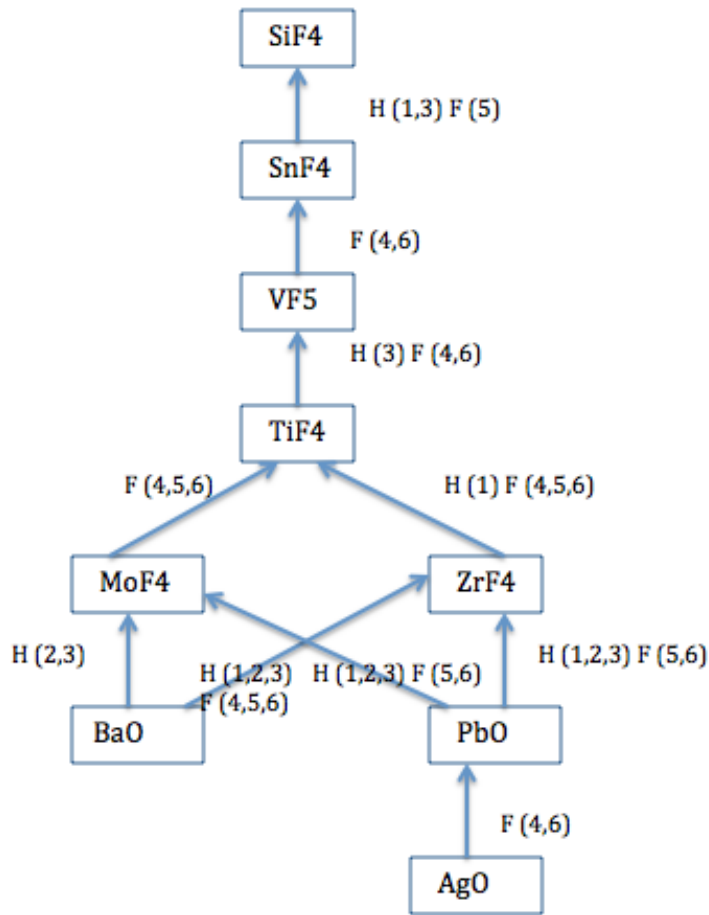 SiF4
H (1,3) F (5)
SnF4
F (4,6)
VF5
H (3) F (4,6)
TiF4
F (4,5,6)
H (1) F (4,5,6)
MoF4
ZrF4
H (2,3)
H (1,2,3)
F (4,5,6)
H (1,2,3) F (5,6)
H (1,2,3) F (5,6)
BaO
PbO
F (4,6)
AgO